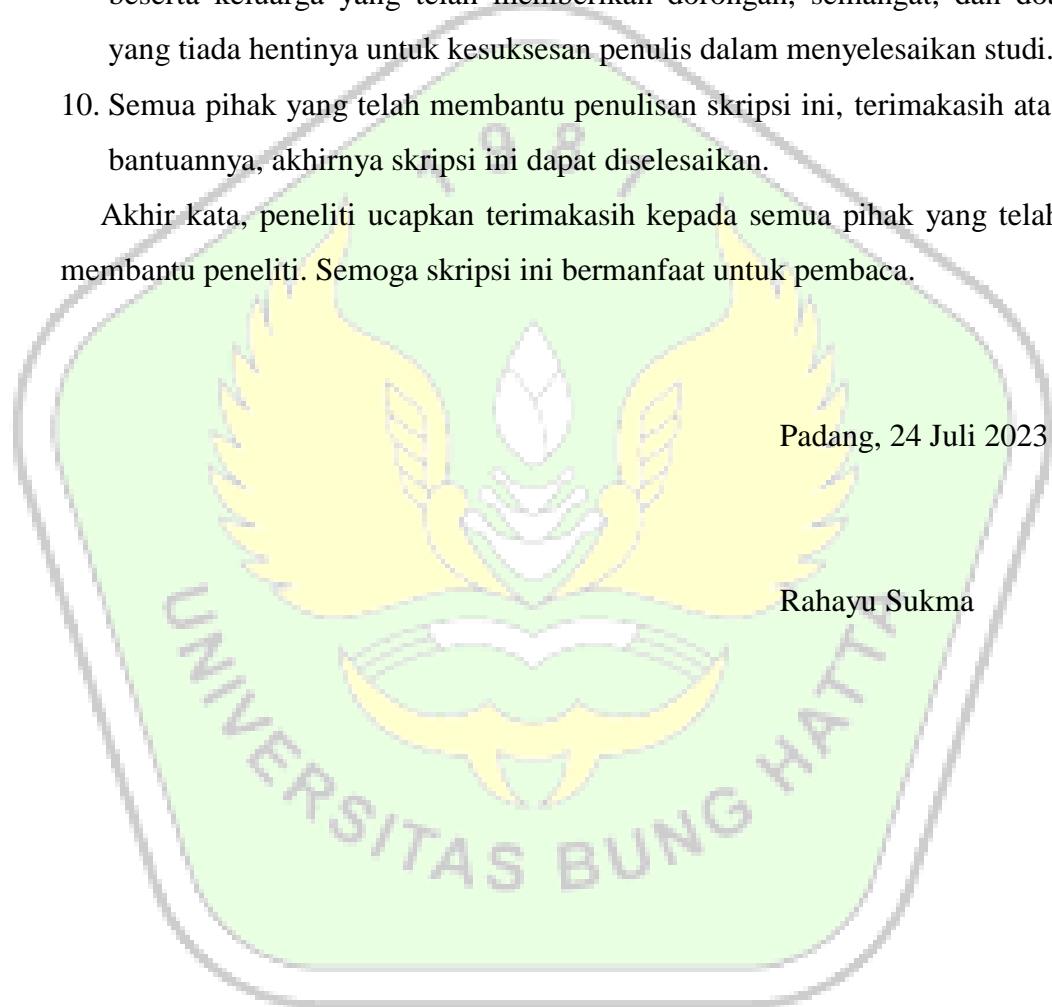 beserta keluarga yang telah memberikan dorongan, semangat, dan doa
yang tiada hentinya untuk kesuksesan penulis dalam menyelesaikan studi.
10. Semua pihak yang telah membantu penulisan skripsi ini, terimakasih ata
bantuannya, akhirnya skripsi ini dapat diselesaikan.
Akhir kata, peneliti ucapkan terimakasih kepada semua pihak yang telah
membantu peneliti. Semoga skripsi ini bermanfaat untuk pembaca.
Padang, 24 Juli 2023
Rahayu Sukma
1981
UNIVERSITAS BUNG HATTA